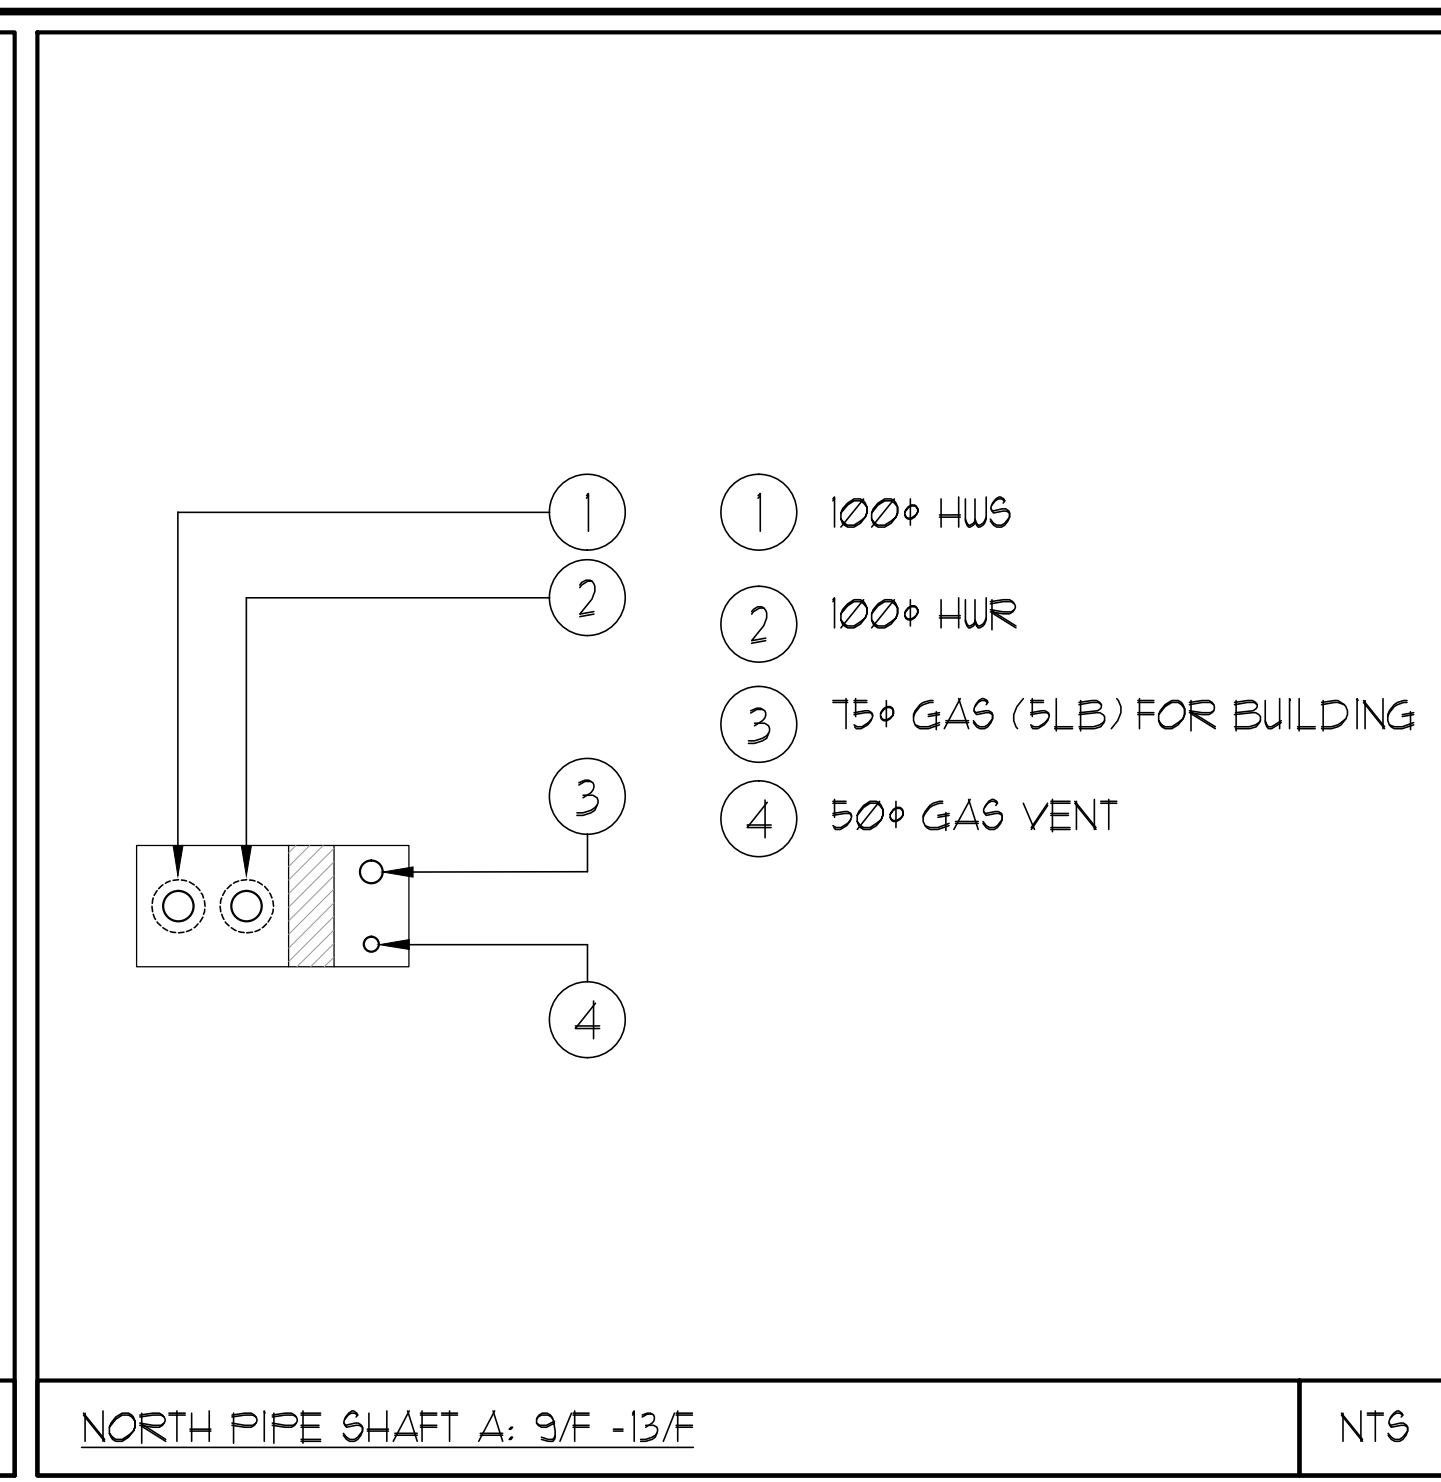 1
2
3
4
1 100ϕ HWS
2 100ϕ HWR
3 75ϕ GAS (5LB) FOR BUILDING
4 50ϕ GAS VENT
NORTH PIPE SHAFT A: 9/F -13/F
NTS